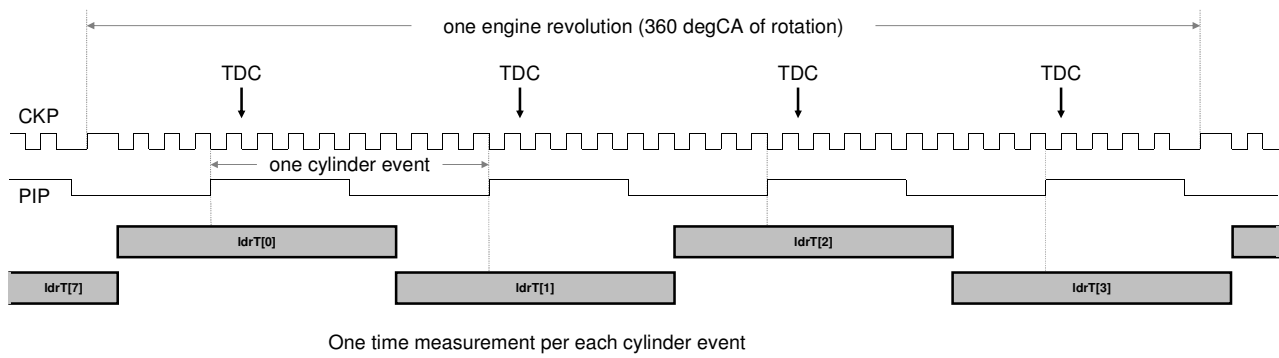 one engine revolution (360 degCA of rotation)
TDC TDC TDC TDC
CKP
one cylinder event
PIP
ldrT[0] ldrT[2]
ldrT[7] ldrT[1] ldrT[3]
One time measurement per each cylinder event